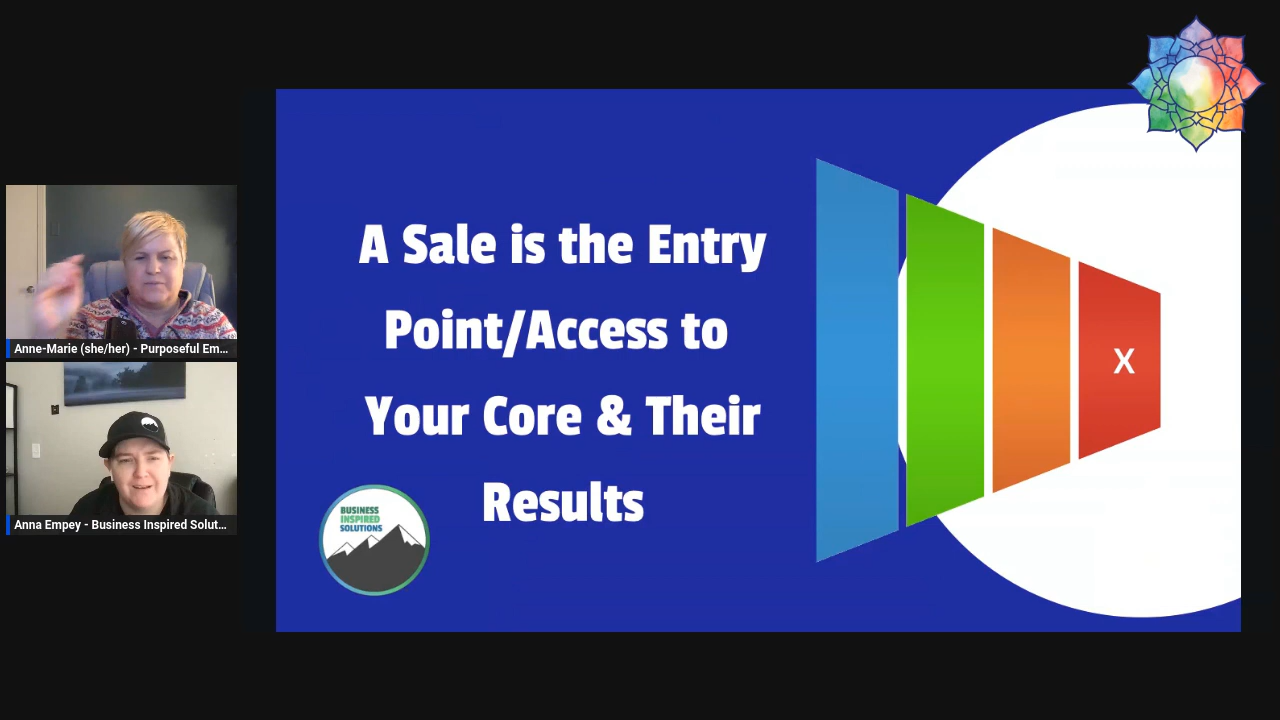 A Sale is the Entry
Point/Access to
Your Core & Their
Results
X
BUSINESS
INSPIRED
SOLUTIONS
Anne-Marie (she/her) - Purposeful Em...
Anna Empey - Business Inspired Solut...